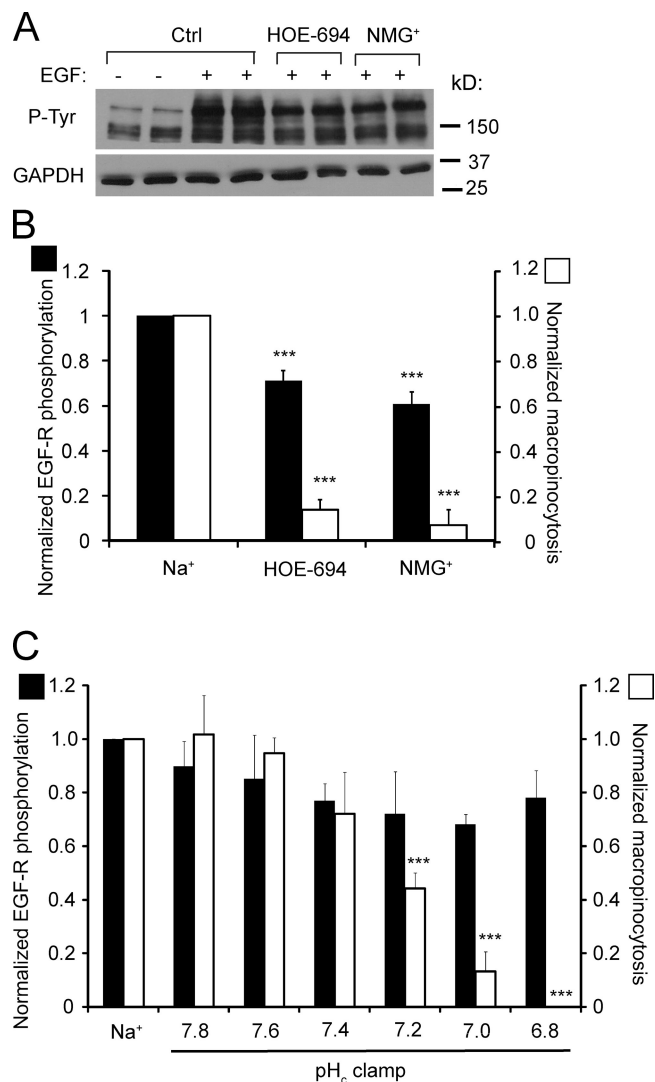 A
Ctrl HOE-694 NMG+
EGF: - - + + + + + + kD:
P-Tyr
150
GAPDH
37
25
B
Normalized EGF-R phosphorylation
1.2 1.2
1.0 1.0
0.8 0.8
0.6 0.6
0.4 0.4
0.2 0.2
0 0
Normalized macropinocytosis
*** ***
*** ***
Na+ HOE-694 NMG+
C
Normalized EGF-R phosphorylation
1.2 1.2
1.0 1.0
0.8 0.8
0.6 0.6
0.4 0.4
0.2 0.2
0 0
Normalized macropinocytosis
***
***
***
Na+ 7.8 7.6 7.4 7.2 7.0 6.8
pHc clamp